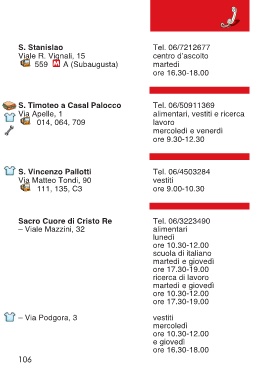 S. Stanislao
Viale R. Vignali, 15
559 M A (Subaugusta)
Tel. 06/7212677
centro d'ascolto
martedì
ore 16.30-18.00
S. Timoteo a Casal Palocco
Via Apelle, 1
014, 064, 709
Tel. 06/50911369
alimentari, vestiti e ricerca
lavoro
mercoledì e venerdì
ore 9.30-12.30
S. Vincenzo Pallotti
Via Matteo Tondi, 90
111, 135, C3
Tel. 06/4503284
vestiti
ore 9.00-10.30
Sacro Cuore di Cristo Re
– Viale Mazzini, 32
Tel. 06/3223490
alimentari
lunedì
ore 10.30-12.00
scuola di italiano
martedì e giovedì
ore 17.30-19.00
ricerca di lavoro
martedì e giovedì
ore 10.30-12.00
ore 17.30-19.00
– Via Podgora, 3
vestiti
mercoledì
ore 10.30-12.00
e giovedì
ore 16.30-18.00
106